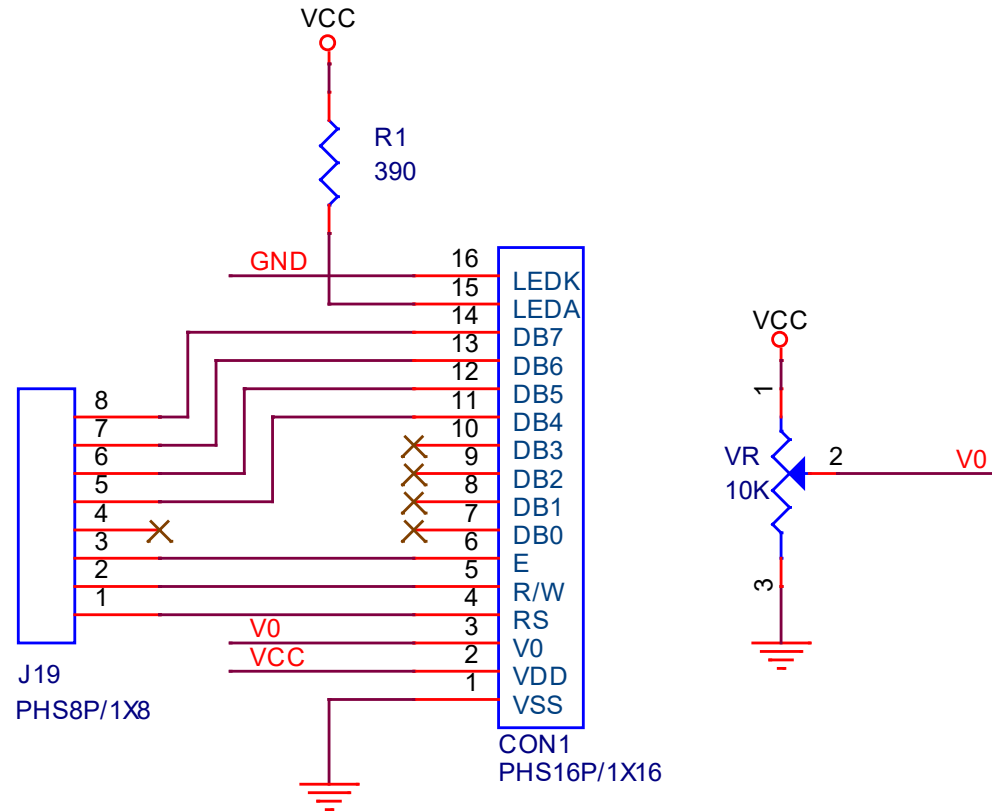 VCC
R1
390
GND
16
LEDK
15
LEDA
14
DB7
13
DB6
12
DB5
11
DB4
10
DB3
9
DB2
8
DB1
7
DB0
6
E
5
R/W
4
RS
3
V0
2
VDD
1
VSS
8
7
6
5
4
3
2
1
V0
VCC
J19
PHS8P/1X8
CON1
PHS16P/1X16
VCC
1
VR
10K
2
V0
3